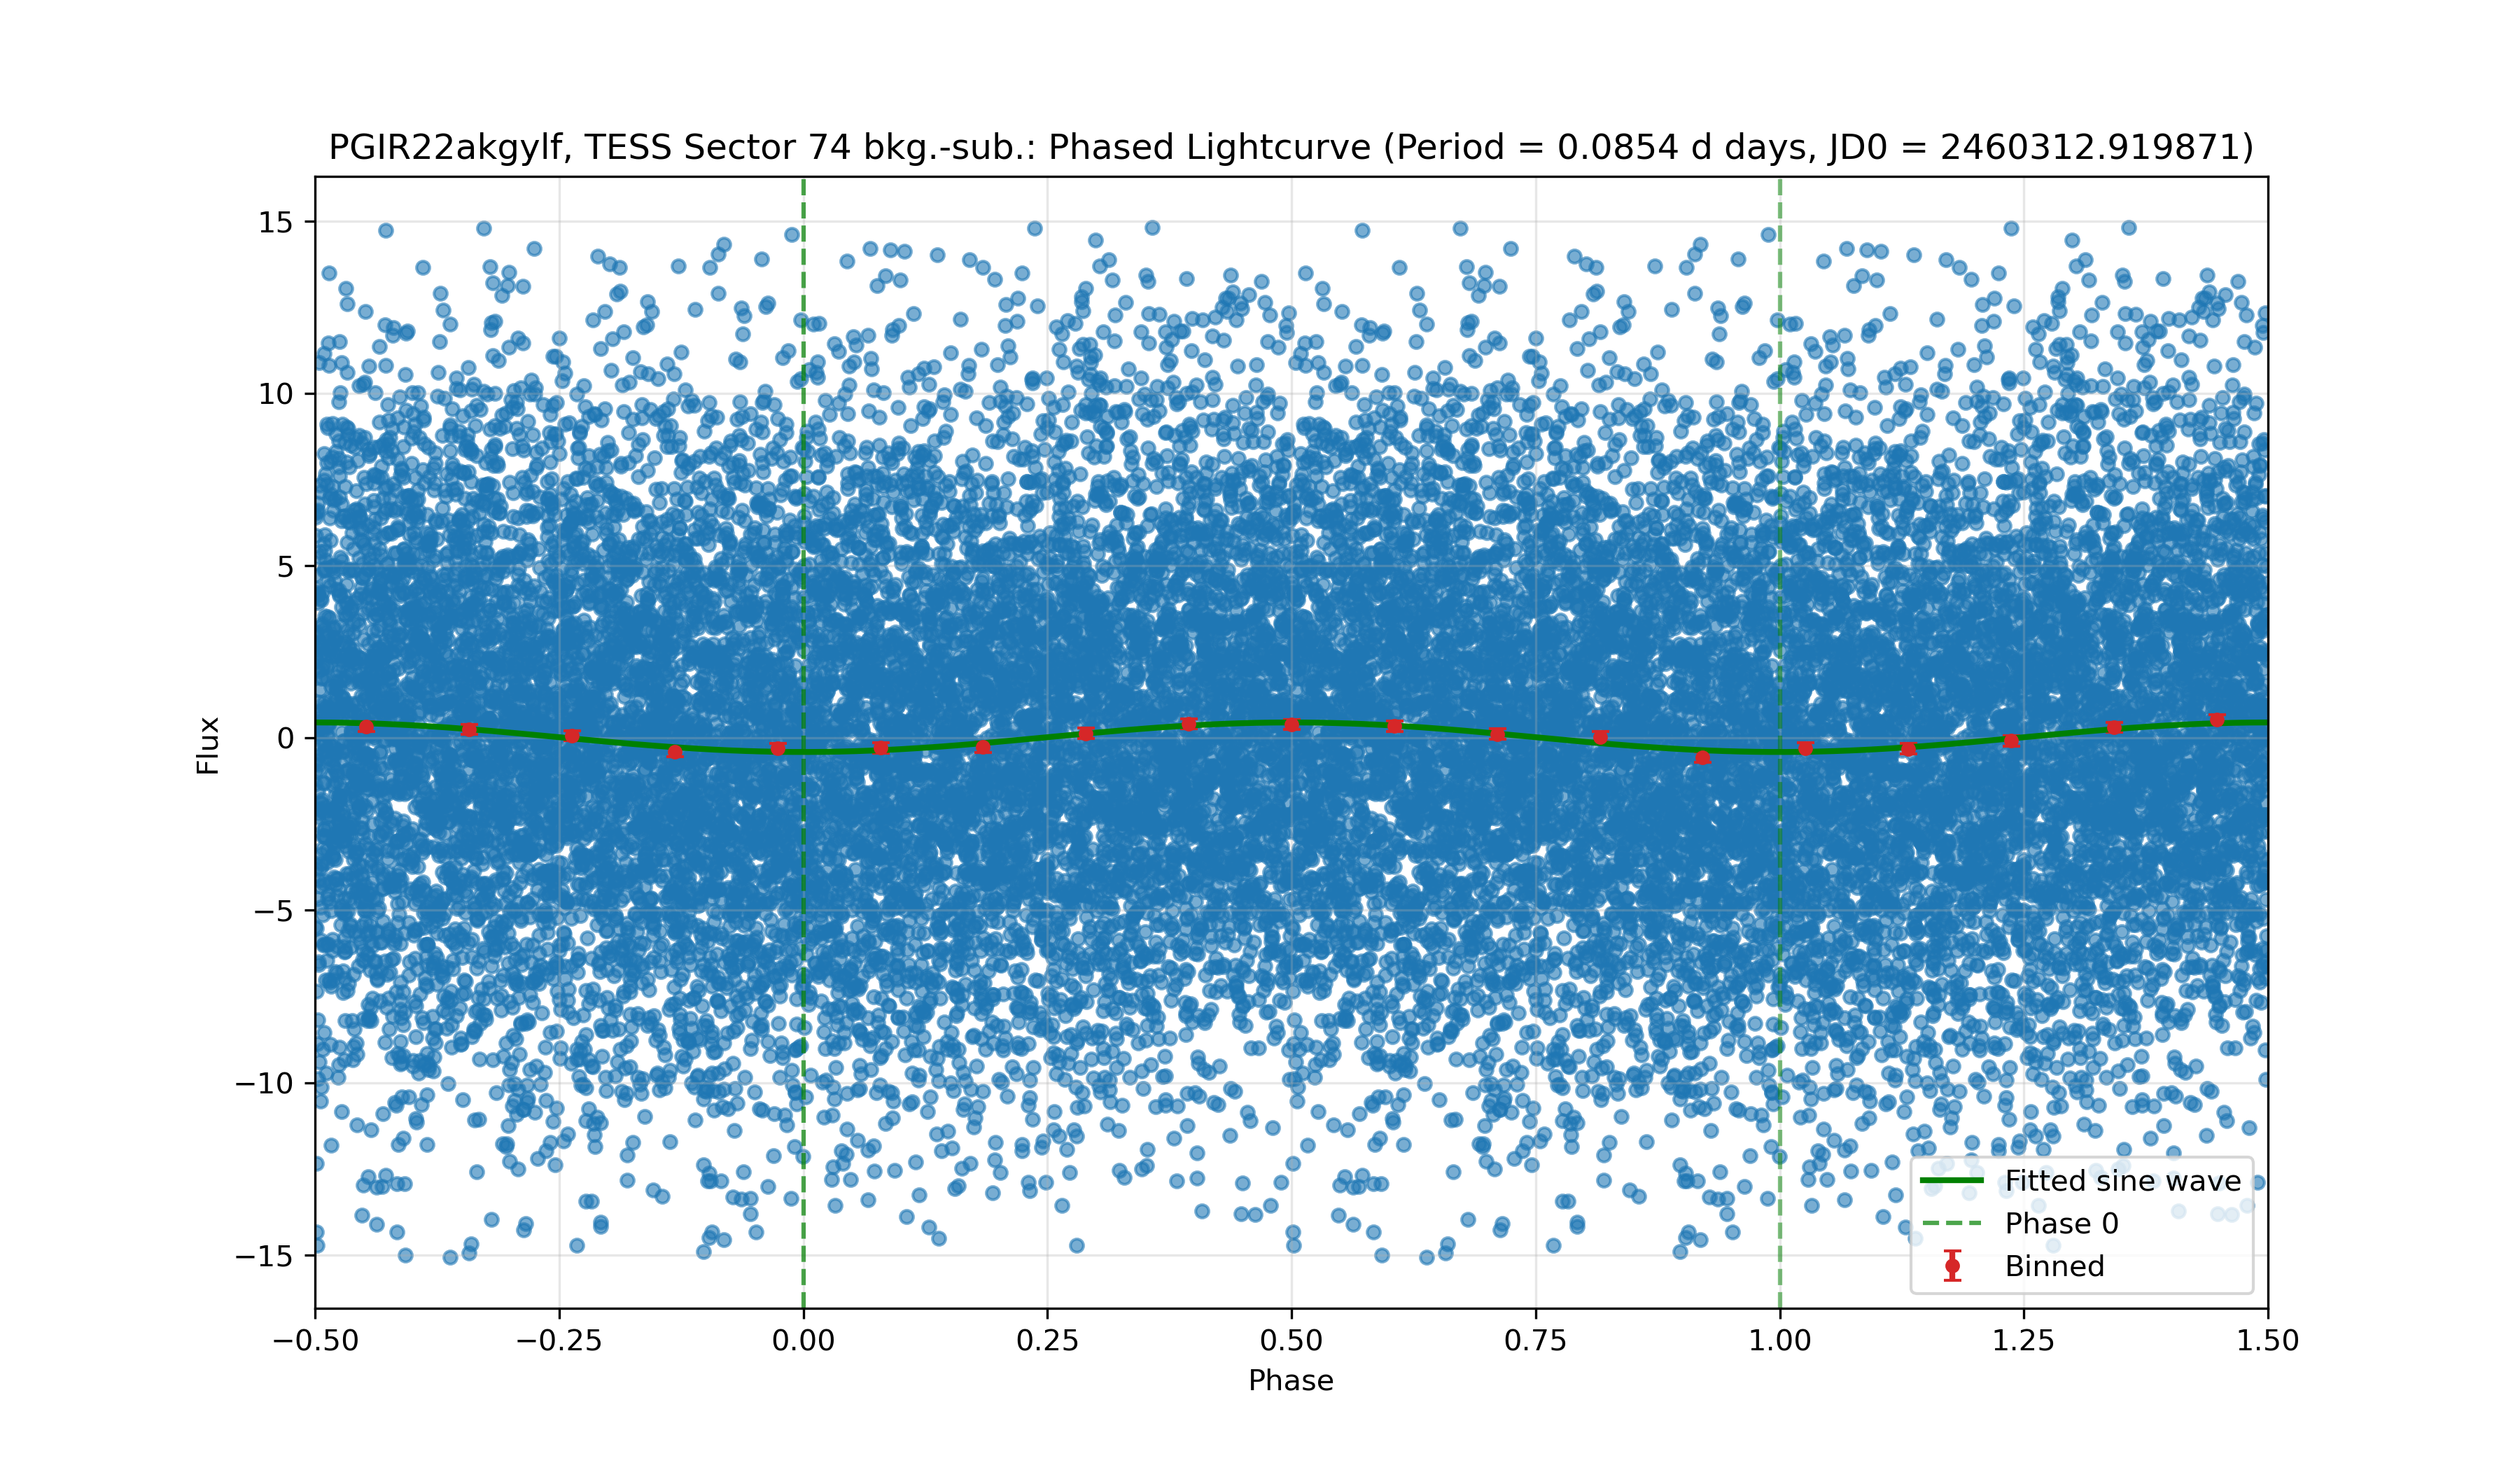 PGIR22akgylf, TESS Sector 74 bkg.-sub.: Phased Lightcurve (Period = 0.0854 d days, JD0 = 2460312.919871)
15
10
5
0
−5
−10
−15
Flux
−0.50 −0.25 0.00 0.25 0.50 0.75 1.00 1.25 1.50
Phase
Fitted sine wave
Phase 0
Binned